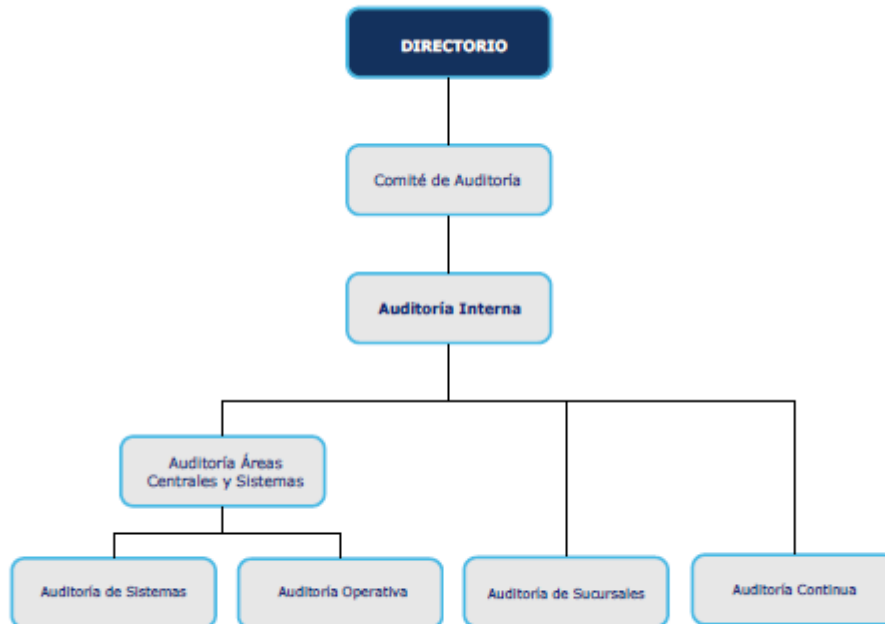 DIRECTORIO
Comité de Auditoría
Auditoría Interna
Auditoría Áreas
Centrales y Sistemas
Auditoría de Sistemas
Auditoría Operativa
Auditoría de Sucursales
Auditoría Continua